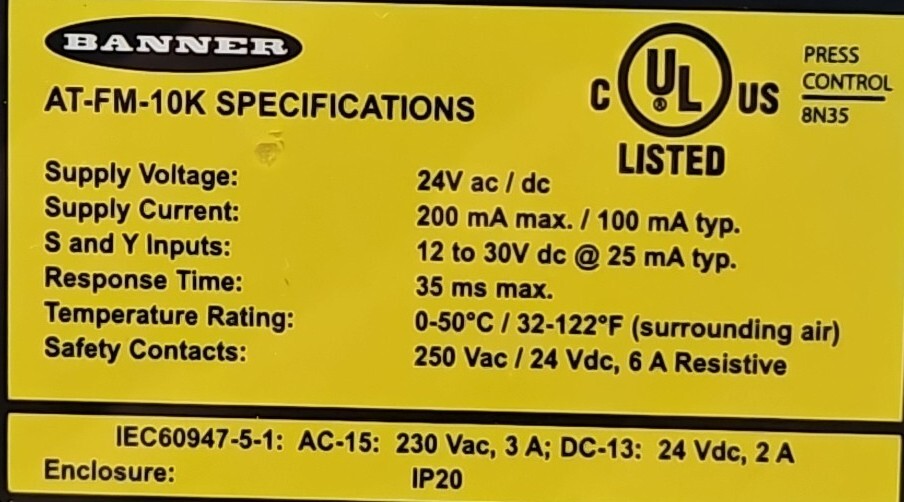 BANNER
AT-FM-10K SPECIFICATIONS
C UL® US
LISTED
PRESS
CONTROL
8N35
Supply Voltage: 24V ac / dc
Supply Current: 200 mA max. / 100 mA typ.
S and Y Inputs: 12 to 30V dc @ 25 mA typ.
Response Time: 35 ms max.
Temperature Rating: 0-50°C / 32-122°F (surrounding air)
Safety Contacts: 250 Vac / 24 Vdc, 6 A Resistive
IEC60947-5-1: AC-15: 230 Vac, 3 A; DC-13: 24 Vdc, 2 A
Enclosure: IP20